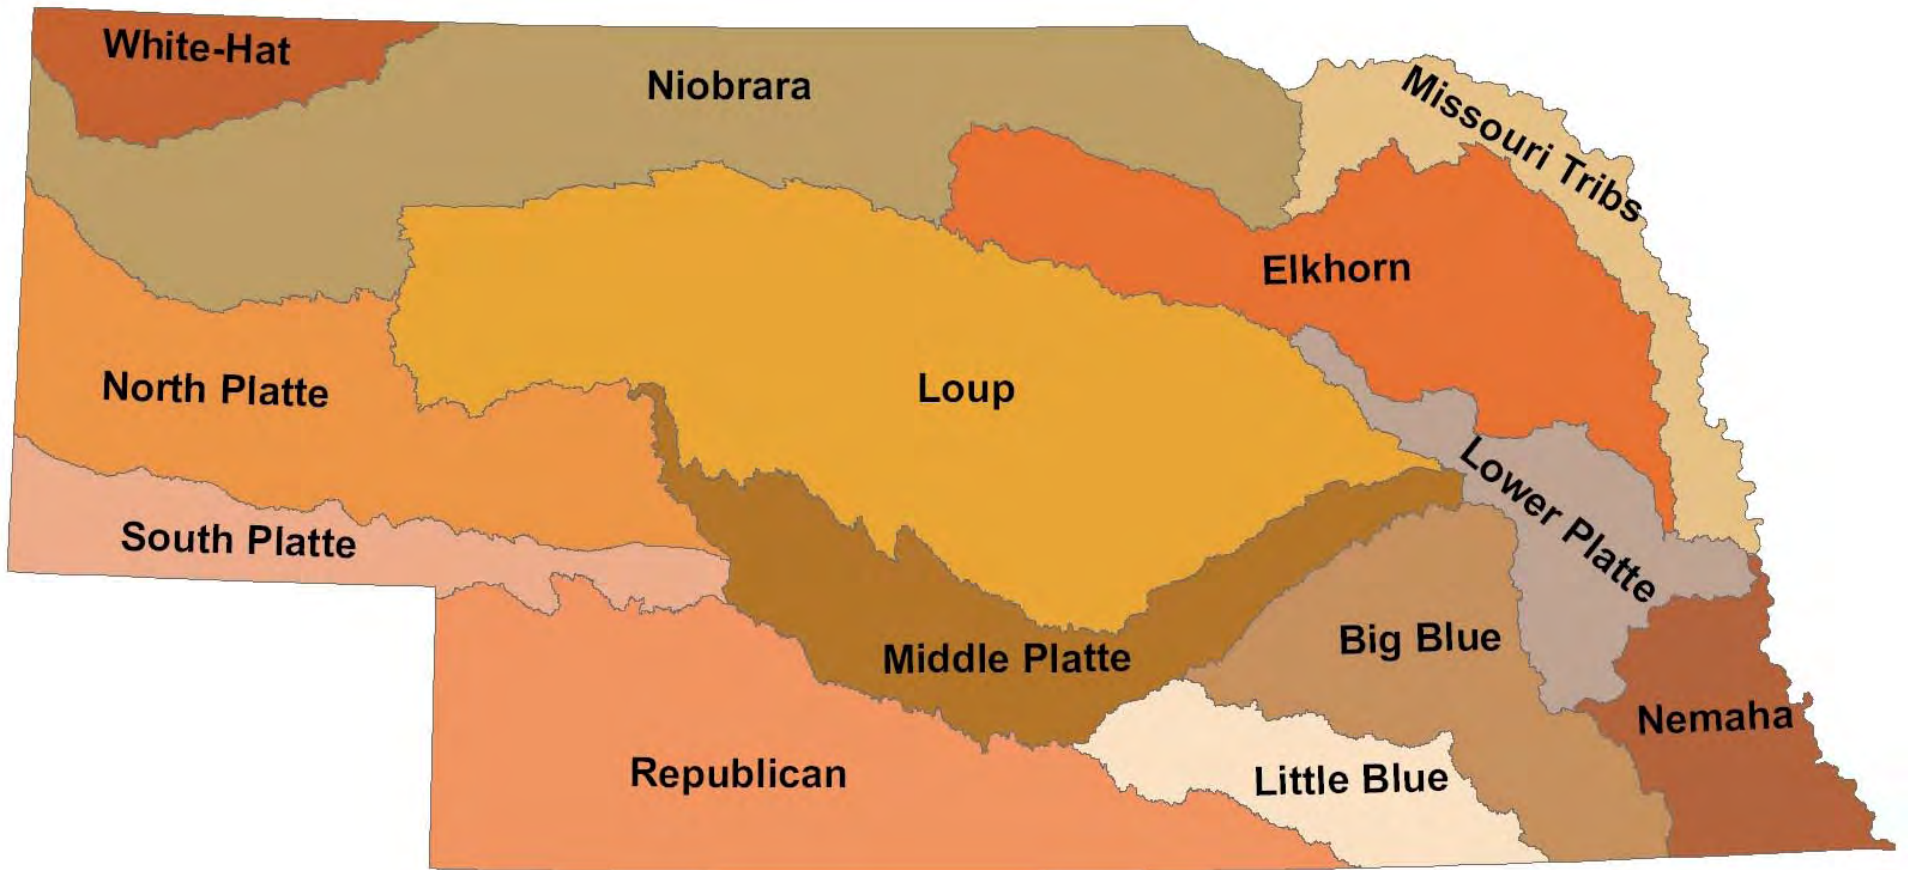 White-Hat
Niobrara
Missouri Tribs
Elkhorn
North Platte
Loup
South Platte
Lower Platte
Middle Platte
Big Blue
Nemaha
Republican
Little Blue